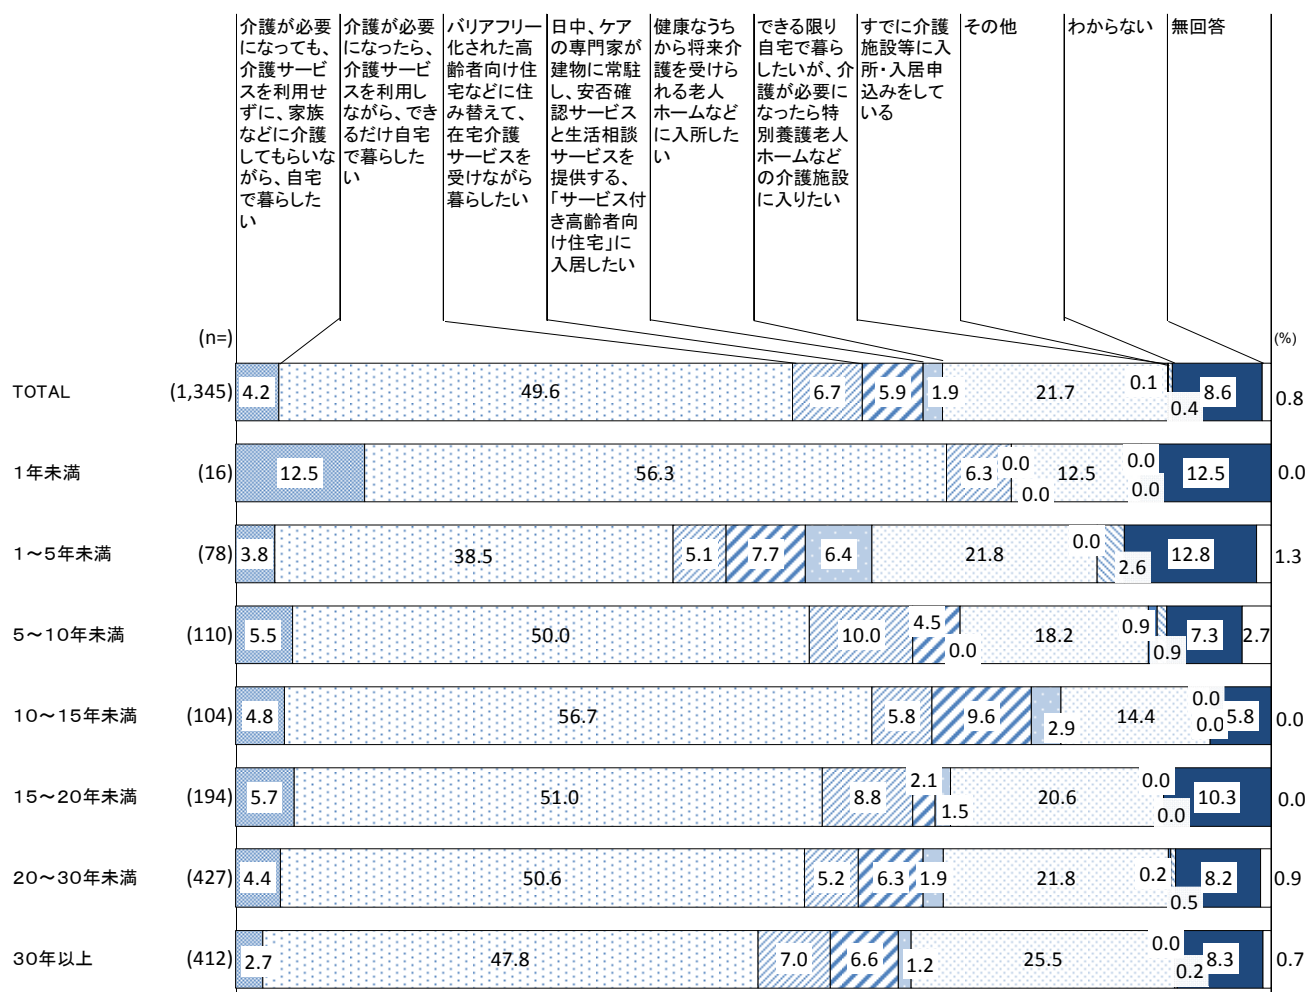 介護が必要
になっても、
介護サービ
スを利用せ
ずに、家族
などに介護
してもらいな
がら、自宅
で暮らした
い
介護が必要
になったら、
介護サービ
スを利用し
ながら、でき
るだけ自宅
で暮らした
い
バリアフリー
化された高
齢者向け住
宅などに住
み替えて、
在宅介護
サービスを
受けながら
暮らしたい
日中、ケア
の専門家が
建物に常駐
し、安否確
認サービス
と生活相談
サービスを
提供する、
「サービス付
き高齢者向
け住宅」に
入居したい
健康なうち
から将来介
護を受けら
れる老人
ホームなど
に入所した
い
できる限り
自宅で暮ら
したいが、介
護が必要に
なったら特
別養護老人
ホームなど
の介護施設
に入りたい
すでに介護
施設等に入
所・入居申
込みをして
いる
その他
わからない
無回答
(n=)
(%)
TOTAL (1,345) 4.2 49.6 6.7 5.9 1.9 21.7 0.1 0.4 8.6 0.8
1年未満 (16) 12.5 56.3 6.3 0.0 0.0 12.5 0.0 0.0 12.5 0.0
1～5年未満 (78) 3.8 38.5 5.1 7.7 6.4 21.8 0.0 2.6 12.8 1.3
5～10年未満 (110) 5.5 50.0 10.0 4.5 0.0 18.2 0.9 0.9 7.3 2.7
10～15年未満 (104) 4.8 56.7 5.8 9.6 2.9 14.4 0.0 0.0 5.8 0.0
15～20年未満 (194) 5.7 51.0 8.8 2.1 1.5 20.6 0.0 0.0 10.3 0.0
20～30年未満 (427) 4.4 50.6 5.2 6.3 1.9 21.8 0.2 0.5 8.2 0.9
30年以上 (412) 2.7 47.8 7.0 6.6 1.2 25.5 0.0 0.2 8.3 0.7